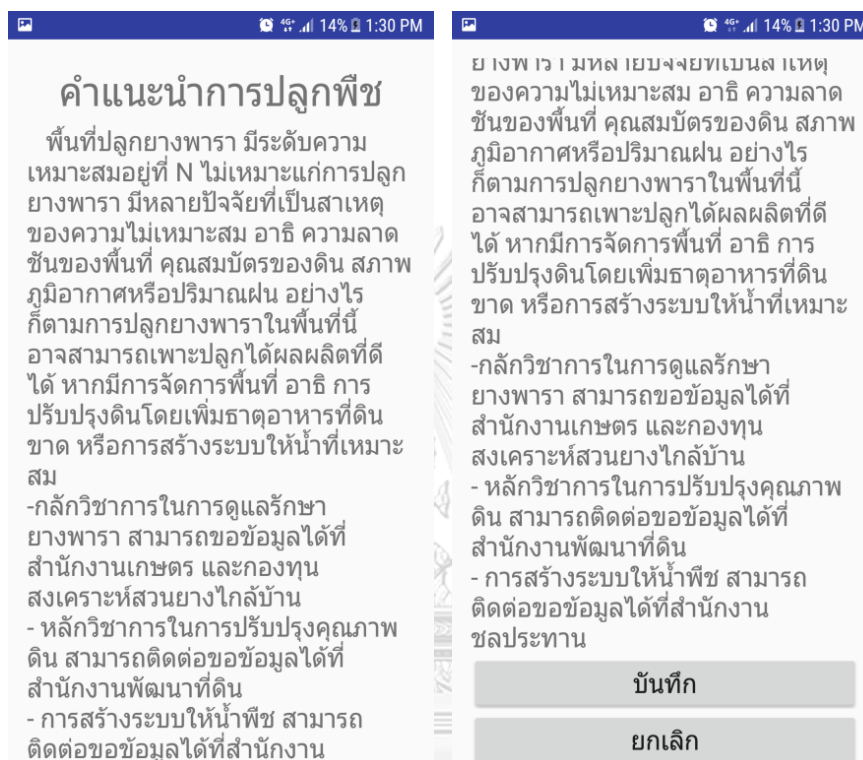 4G+ 14% 1:30 PM
คำแนะนำการปลูกพืช
พื้นที่ปลูกยางพารา มีระดับความ
เหมาะสมอยู่ที่ N ไม่เหมาะแก่การปลูก
ยางพารา มีหลายปัจจัยที่เป็นสาเหตุ
ของความไม่เหมาะสม อาธิ ความลาด
ชันของพื้นที่ คุณสมบัตรของดิน สภาพ
ภูมิอากาศหรือปริมาณฝน อย่างไร
ก็ตามการปลูกยางพาราในพื้นที่นี้
อาจสามารถเพาะปลูกได้ผลผลิตที่ดี
ได้ หากมีการจัดการพื้นที่ อาธิ การ
ปรับปรุงดินโดยเพิ่มธาตุอาหารที่ดิน
ขาด หรือการสร้างระบบให้น้ำที่เหมาะ
สม
-กลักวิชาการในการดูแลรักษา
ยางพารา สามารถขอข้อมูลได้ที่
สำนักงานเกษตร และกองทุน
สงเคราะห์สวนยางไกล้บ้าน
- หลักวิชาการในการปรับปรุงคุณภาพ
ดิน สามารถติดต่อขอข้อมูลได้ที่
สำนักงานพัฒนาที่ดิน
- การสร้างระบบให้น้ำพืช สามารถ
ติดต่อขอข้อมูลได้ที่สำนักงาน
4G+ 14% 1:30 PM
ยางพารา มีหลายปัจจัยที่เป็นสาเหตุ
ของความไม่เหมาะสม อาธิ ความลาด
ชันของพื้นที่ คุณสมบัตรของดิน สภาพ
ภูมิอากาศหรือปริมาณฝน อย่างไร
ก็ตามการปลูกยางพาราในพื้นที่นี้
อาจสามารถเพาะปลูกได้ผลผลิตที่ดี
ได้ หากมีการจัดการพื้นที่ อาธิ การ
ปรับปรุงดินโดยเพิ่มธาตุอาหารที่ดิน
ขาด หรือการสร้างระบบให้น้ำที่เหมาะ
สม
-กลักวิชาการในการดูแลรักษา
ยางพารา สามารถขอข้อมูลได้ที่
สำนักงานเกษตร และกองทุน
สงเคราะห์สวนยางไกล้บ้าน
- หลักวิชาการในการปรับปรุงคุณภาพ
ดิน สามารถติดต่อขอข้อมูลได้ที่
สำนักงานพัฒนาที่ดิน
- การสร้างระบบให้น้ำพืช สามารถ
ติดต่อขอข้อมูลได้ที่สำนักงาน
ชลประทาน
บันทึก
ยกเลิก